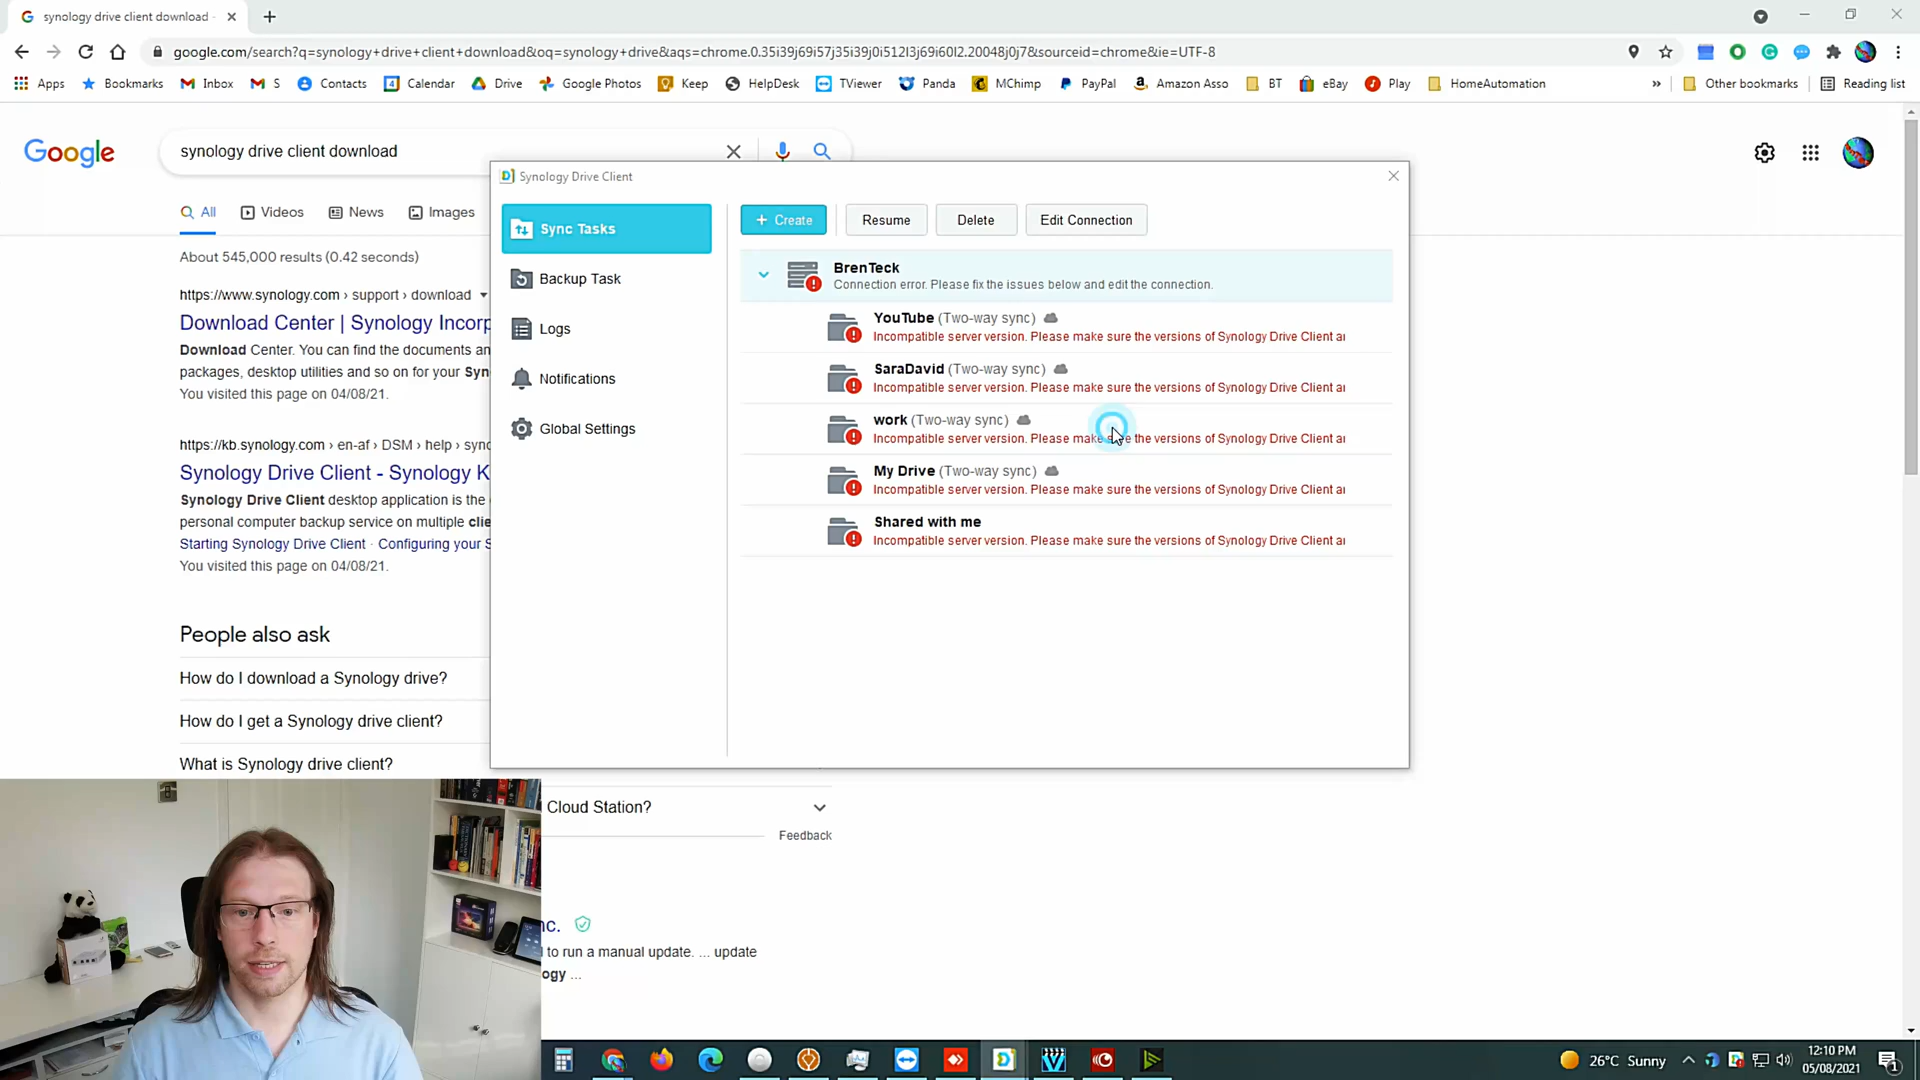 synology drive client download -
google.com/search?q=synology+drive+client+download&oq=synology+drive&aqs=chrome.0.35i39j69i57j35i39j0i512l3j69i60l2.20048j0j7&sourceid=chrome&ie=UTF-8
Apps Bookmarks Inbox S Contacts Calendar Drive Google Photos Keep HelpDesk TViewer Panda MChimp PayPal Amazon Asso BT eBay Play HomeAutomation » Other bookmarks Reading list
Google
synology drive client download
All Videos News Images
About 545,000 results (0.42 seconds)
https://www.synology.com › support › download
Download Center | Synology Incorp
Download Center. You can find the documents an
packages, desktop utilities and so on for your Syn
You visited this page on 04/08/21.
https://kb.synology.com › en-af › DSM › help › sync
Synology Drive Client - Synology K
Synology Drive Client desktop application is the
personal computer backup service on multiple clie
Starting Synology Drive Client · Configuring your S
You visited this page on 04/08/21.
People also ask
How do I download a Synology drive?
How do I get a Synology drive client?
What is Synology drive client?
Cloud Station?
Feedback
nc.
to run a manual update. ... update
ogy ...
Synology Drive Client
Sync Tasks
Backup Task
Logs
Notifications
Global Settings
+ Create Resume Delete Edit Connection
BrenTeck
Connection error. Please fix the issues below and edit the connection.
YouTube (Two-way sync)
Incompatible server version. Please make sure the versions of Synology Drive Client ar
SaraDavid (Two-way sync)
Incompatible server version. Please make sure the versions of Synology Drive Client ar
work (Two-way sync)
Incompatible server version. Please make sure the versions of Synology Drive Client ar
My Drive (Two-way sync)
Incompatible server version. Please make sure the versions of Synology Drive Client ar
Shared with me
Incompatible server version. Please make sure the versions of Synology Drive Client ar
26°C Sunny
12:10 PM
05/08/2021
1